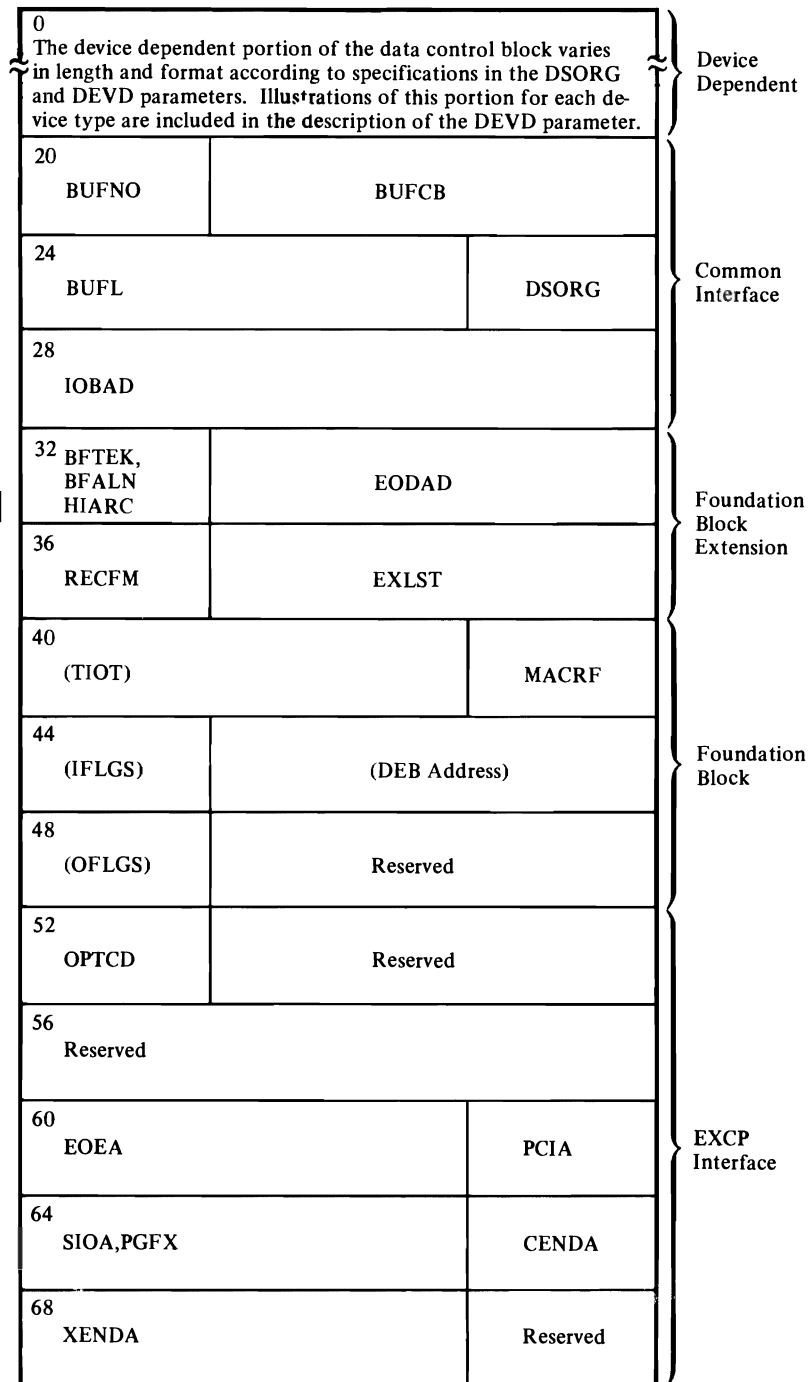 0
The device dependent portion of the data control block varies
in length and format according to specifications in the DSORG
and DEVD parameters. Illustrations of this portion for each de-
vice type are included in the description of the DEVD parameter.
Device
Dependent
20
BUFNO
BUFCB
24
BUFL
DSORG
Common
Interface
28
IOBAD
32
BFTEK,
BFALN
HIARC
EODAD
Foundation
Block
Extension
36
RECFM
EXLST
40
(TIOT)
MACRF
44
(IFLGS)
(DEB Address)
Foundation
Block
48
(OFLGS)
Reserved
52
OPTCD
Reserved
56
Reserved
60
EOEA
PCIA
EXCP
Interface
64
SIOA,PGFX
CENDA
68
XENDA
Reserved